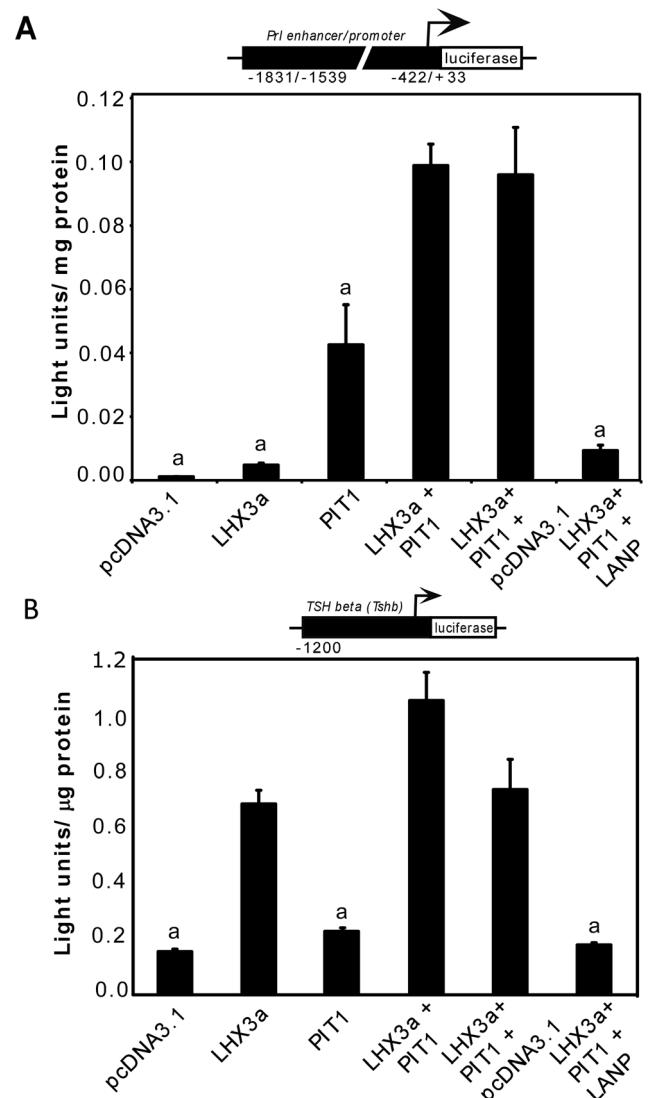 A
Prl enhancer/promoter
luciferase
-1831/-1539
-422/+33
Light units/ mg protein
0.12
0.10
0.08
0.06
0.04
0.02
0.00
a
a
a
a
pcDNA3.1
LHX3a
PIT1
LHX3a +
PIT1
LHX3a+
PIT1 +
pcDNA3.1
LHX3a+
PIT1 +
LANP
B
TSH beta (Tshb)
luciferase
-1200
Light units/ μg protein
1.2
1.0
0.8
0.6
0.4
0.2
0.0
a
a
a
pcDNA3.1
LHX3a
PIT1
LHX3a +
PIT1
LHX3a+
PIT1 +
pcDNA3.1
LHX3a+
PIT1 +
LANP